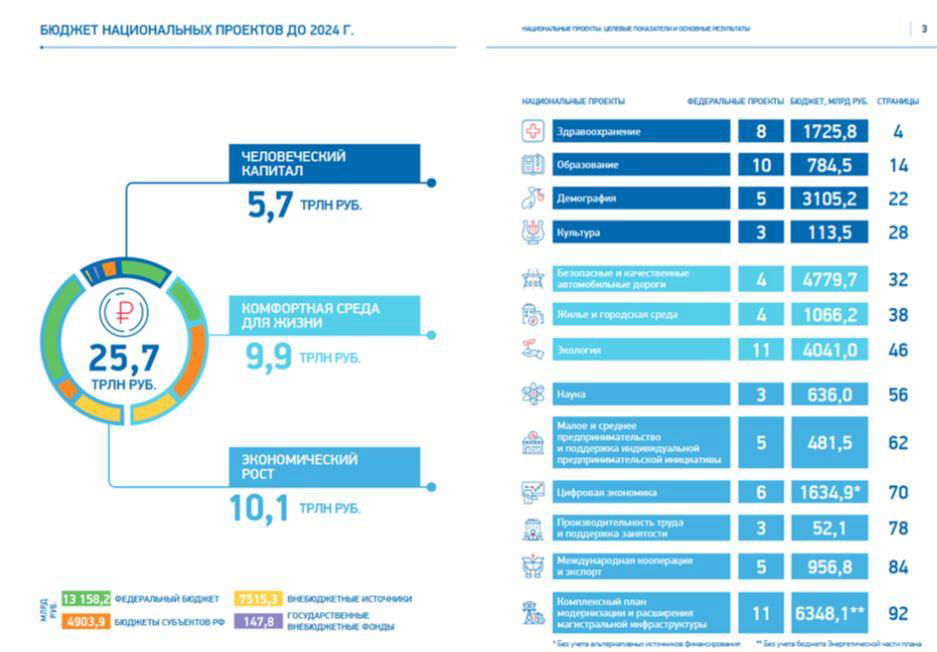 БЮДЖЕТ НАЦИОНАЛЬНЫХ ПРОЕКТОВ ДО 2024 Г.
ЧЕЛОВЕЧЕСКИЙ
КАПИТАЛ
5,7 ТРЛН РУБ.
КОМФОРТНАЯ СРЕДА
ДЛЯ ЖИЗНИ
9,9 ТРЛН РУБ.
25,7
ТРЛН РУБ.
ЭКОНОМИЧЕСКИЙ
РОСТ
10,1 ТРЛН РУБ.
МЛРД
РУБ.
13 158,2 ФЕДЕРАЛЬНЫЙ БЮДЖЕТ
4903,9 БЮДЖЕТЫ СУБЪЕКТОВ РФ
7515,3 ВНЕБЮДЖЕТНЫЕ ИСТОЧНИКИ
147,8 ГОСУДАРСТВЕННЫЕ
ВНЕБЮДЖЕТНЫЕ ФОНДЫ
НАЦИОНАЛЬНЫЕ ПРОЕКТЫ: ЦЕЛЕВЫЕ ПОКАЗАТЕЛИ И ОСНОВНЫЕ РЕЗУЛЬТАТЫ 3
НАЦИОНАЛЬНЫЕ ПРОЕКТЫ ФЕДЕРАЛЬНЫЕ ПРОЕКТЫ БЮДЖЕТ, МЛРД РУБ. СТРАНИЦЫ
Здравоохранение 8 1725,8 4
Образование 10 784,5 14
Демография 5 3105,2 22
Культура 3 113,5 28
Безопасные и качественные
автомобильные дороги 4 4779,7 32
Жилье и городская среда 4 1066,2 38
Экология 11 4041,0 46
Наука 3 636,0 56
Малое и среднее
предпринимательство
и поддержка индивидуальной
предпринимательской инициативы 5 481,5 62
Цифровая экономика 6 1634,9* 70
Производительность труда
и поддержка занятости 3 52,1 78
Международная кооперация
и экспорт 5 956,8 84
Комплексный план
модернизации и расширения
магистральной инфраструктуры 11 6348,1** 92
* Без учета альтернативных источников финансирования ** Без учета бюджета Энергетической части плана